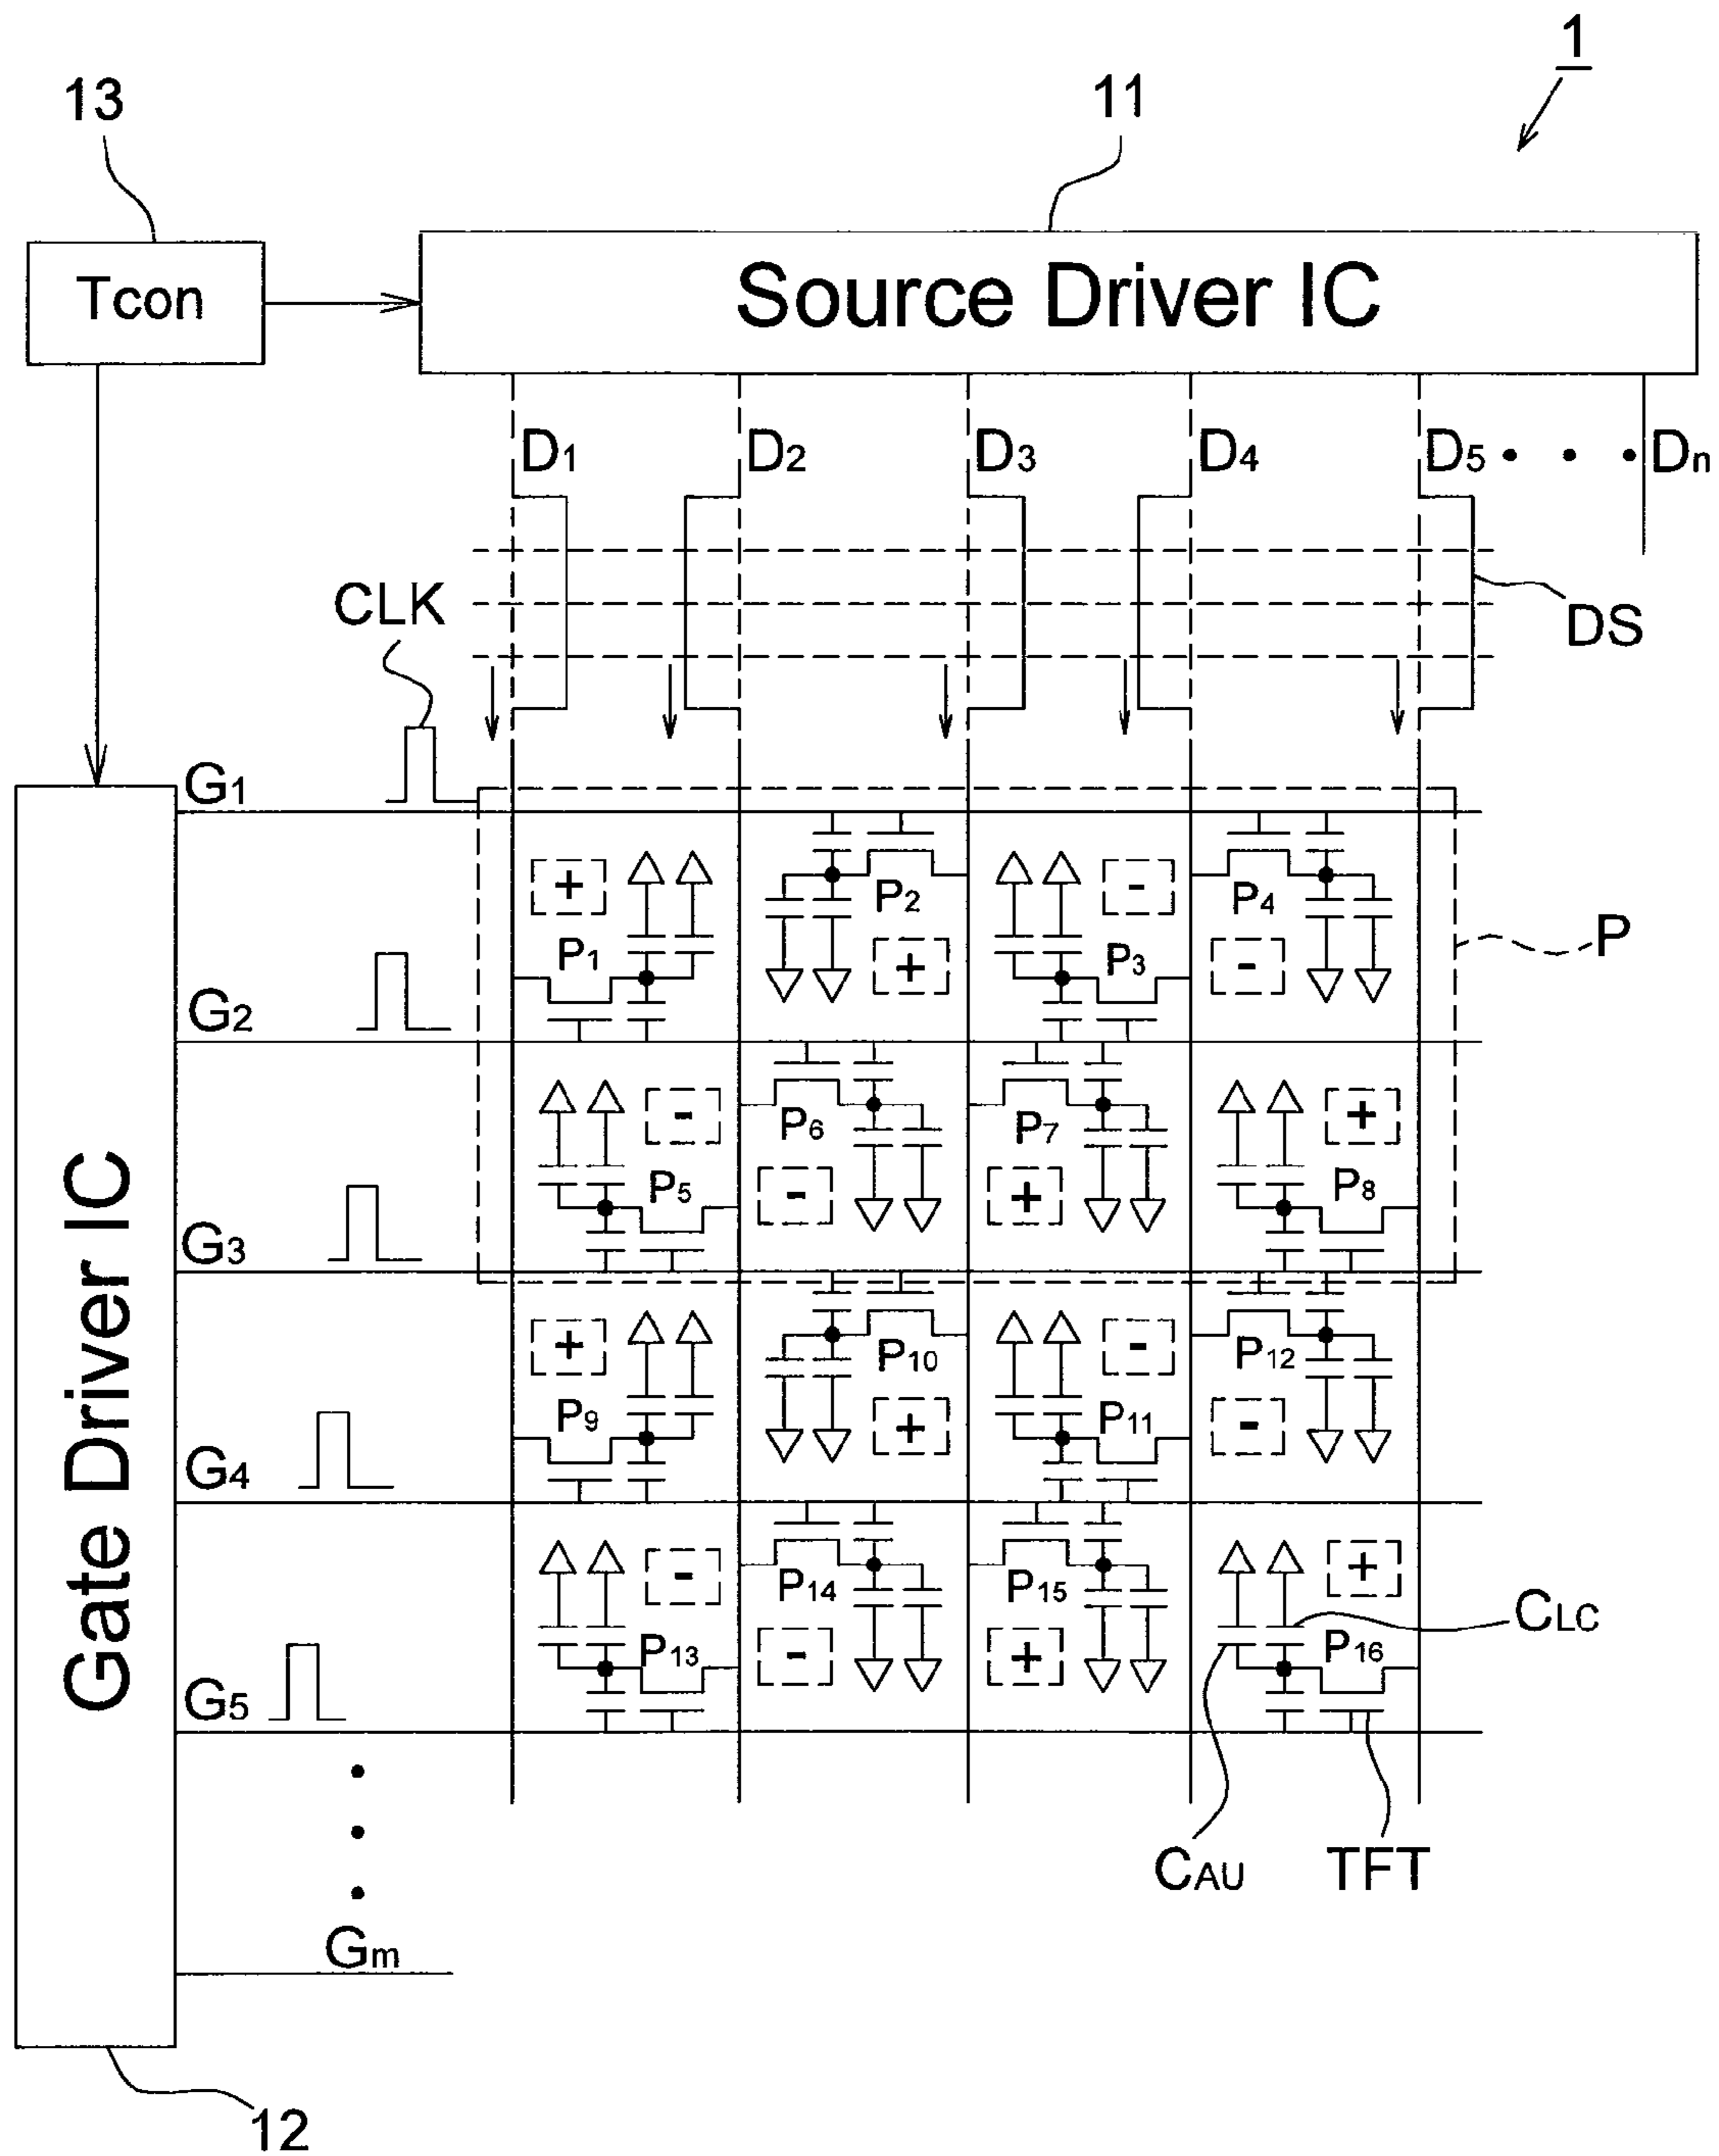 1
13
11
Tcon
Source Driver IC
D1 D2 D3 D4 D5 • • • Dn
CLK
DS
G1
+ P2 - P4
P
P1 + P3 -
G2
- P6 P7 +
P5 - + P8
G3
+ P10 - P12
P9 + P11 -
G4
- P14 P15 +
CLC
P13 - + P16
G5
CAU TFT
Gm
Gate Driver IC
12